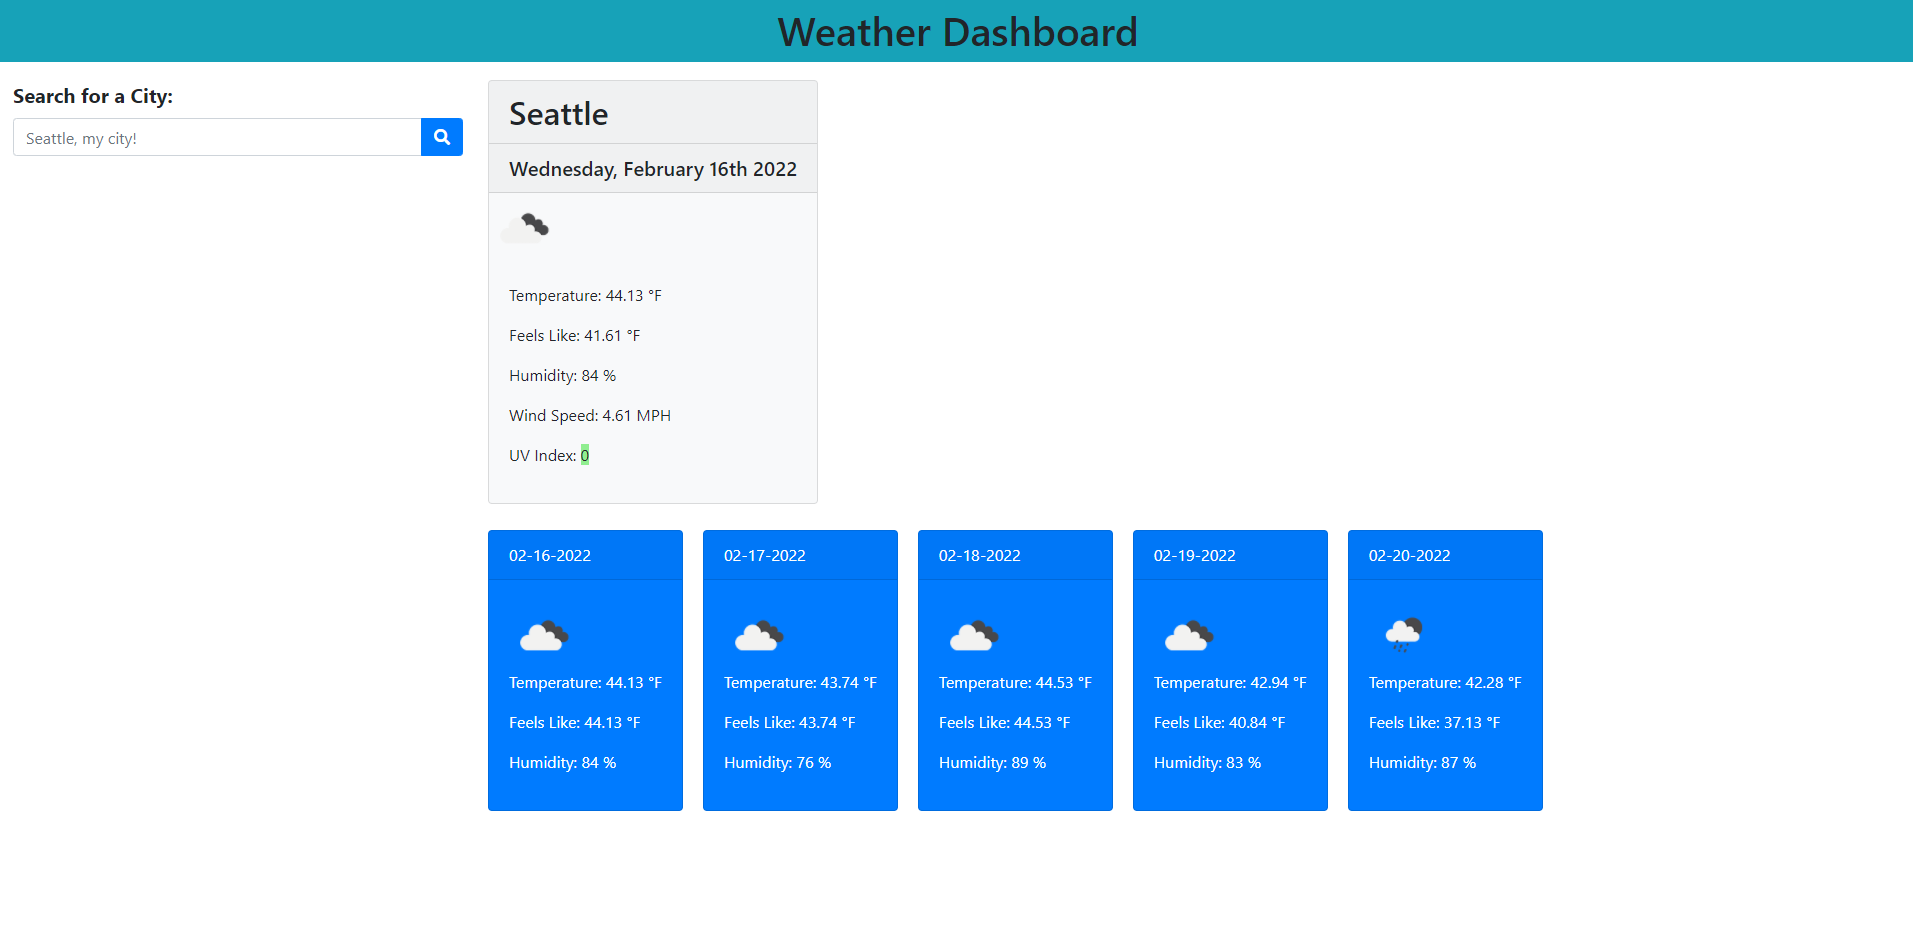 Weather Dashboard
Search for a City:
Seattle, my city!
Seattle
Wednesday, February 16th 2022
Temperature: 44.13 °F
Feels Like: 41.61 °F
Humidity: 84 %
Wind Speed: 4.61 MPH
UV Index: 0
02-16-2022
Temperature: 44.13 °F
Feels Like: 44.13 °F
Humidity: 84 %
02-17-2022
Temperature: 43.74 °F
Feels Like: 43.74 °F
Humidity: 76 %
02-18-2022
Temperature: 44.53 °F
Feels Like: 44.53 °F
Humidity: 89 %
02-19-2022
Temperature: 42.94 °F
Feels Like: 40.84 °F
Humidity: 83 %
02-20-2022
Temperature: 42.28 °F
Feels Like: 37.13 °F
Humidity: 87 %